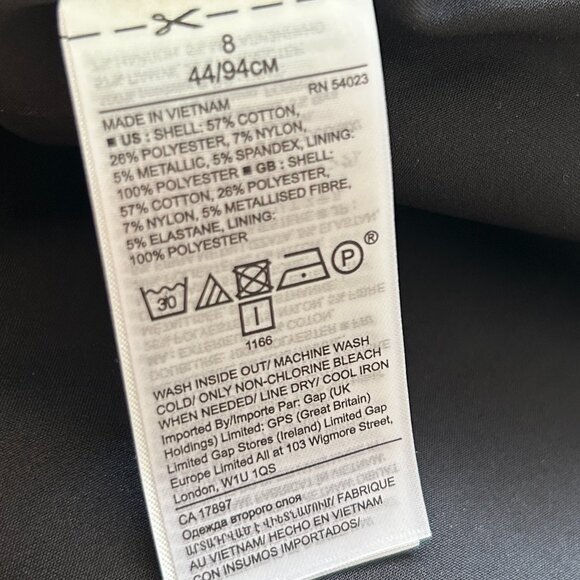 8
44/94CM
RN 54023
MADE IN VIETNAM
■ US : SHELL: 57% COTTON,
26% POLYESTER, 7% NYLON,
5% METALLIC, 5% SPANDEX, LINING:
100% POLYESTER ■ GB : SHELL:
57% COTTON, 26% POLYESTER,
7% NYLON, 5% METALLISED FIBRE,
5% ELASTANE, LINING:
100% POLYESTER
30 P ®
1166
WASH INSIDE OUT/ MACHINE WASH
COLD/ ONLY NON-CHLORINE BLEACH
WHEN NEEDED/ LINE DRY/ COOL IRON
Imported By/Importe Par: Gap (UK
Holdings) Limited: GPS (Great Britain)
Limited Gap Stores (Ireland) Limited Gap
Europe Limited All at 103 Wigmore Street,
London, W1U 1QS
CA 17897
Одежда второго слоя
ԱՐՏԱԴՐՎԱԾ Է ՎԻԵՏՆԱՄՈՒՄ/ FABRIQUE
AU VIETNAM/ HECHO EN VIETNAM
CON INSUMOS IMPORTADOS/